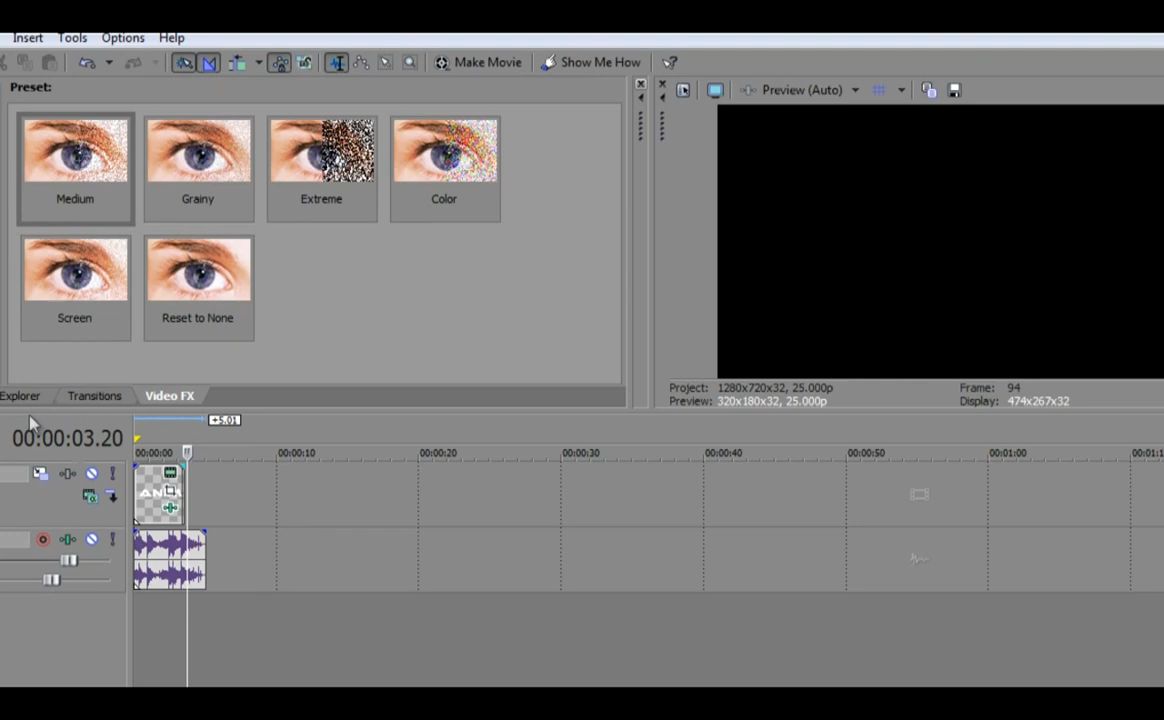 Insert Tools Options Help
Make Movie Show Me How
Preset:
Preview (Auto)
Medium Grainy Extreme Color
Screen Reset to None
Project: 1280x720x32, 25.000p Frame: 94
Preview: 320x180x32, 25.000p Display: 474x267x32
Explorer Transitions Video FX
+5.01
00:00:03.20
00:00:00 00:00:10 00:00:20 00:00:30 00:00:40 00:00:50 00:01:00 00:01:1